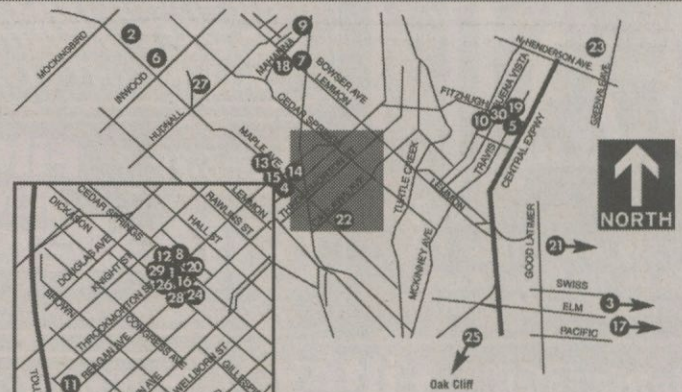 MOCKINGBIRD
2
6
INWOOD
27
HUDNALL
9
MAHANNA
18
7
BOWSER AVE
LEMMON
CEDAR SPRINGS
MAPLE AVE
13
14
15
4
THROCKMORTON
22
TURTLE CREEK
LEMMON
McKINNEY AVE
FITZHUGH
BUENA VISTA
10
30
19
5
TRAVIS
CENTRAL EXPWY
N. HENDERSON AVE.
23
GREENVILLE AVE.
NORTH
GOOD LATIMER
21
SWISS
ELM
3
PACIFIC
17
25
Oak Cliff
CEDAR SPRINGS
DICKASON
DOUGLAS AVE
KNIGHT ST
BROWN
LEMMON
RAWLINS ST
HALL ST
12
8
29
1
20
26
16
28
24
THROCKMORTON ST
CONGRESS AVE
REAGAN AVE
WELLBORN ST
11